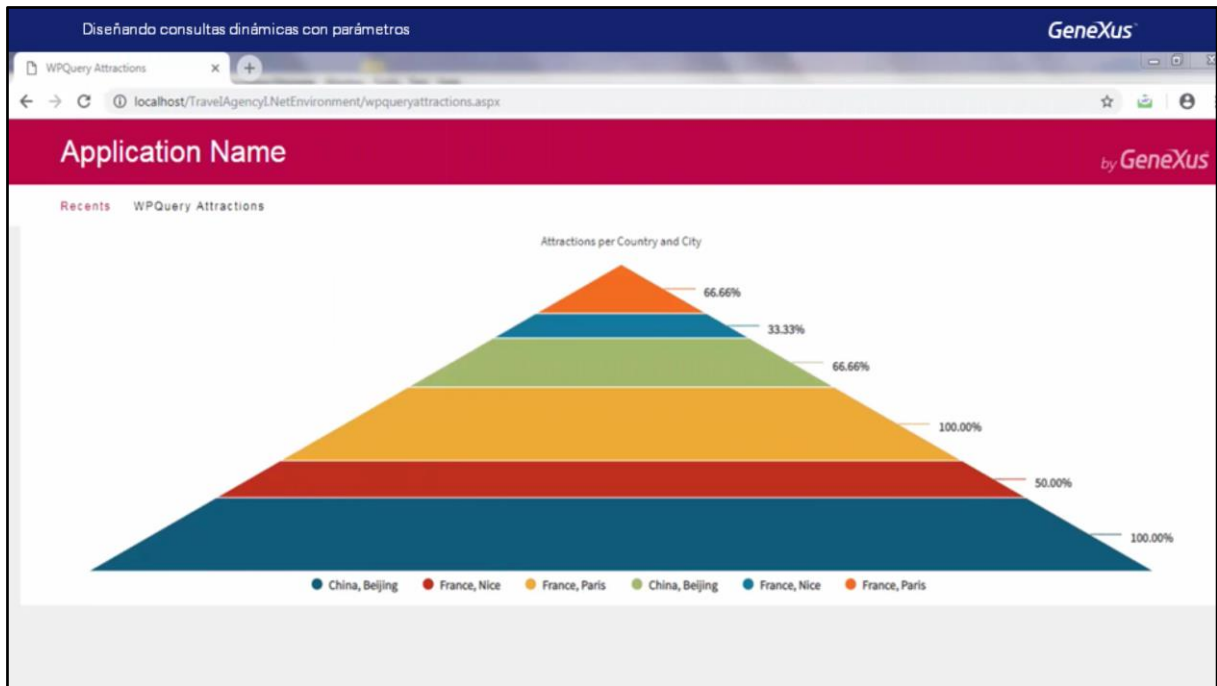 Diseñando consultas dinámicas con parámetros
GeneXus
WPQuery Attractions
localhost/TravelAgencyI.NetEnvironment/wpqueryattractions.aspx
Application Name
by GeneXus
Recents WPQuery Attractions
Attractions per Country and City
66.66%
33.33%
66.66%
100.00%
50.00%
100.00%
China, Beijing France, Nice France, Paris China, Beijing France, Nice France, Paris